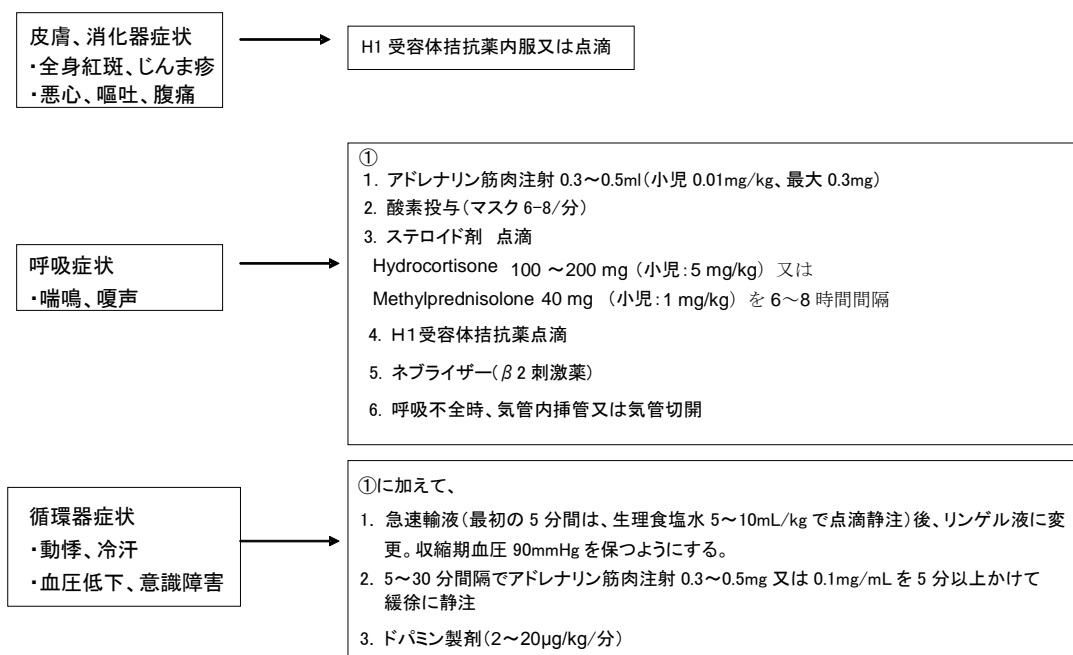 皮膚、消化器症状
・全身紅斑、じんま疹
・悪心、嘔吐、腹痛
H1 受容体拮抗薬内服又は点滴
呼吸症状
・喘鳴、嗄声
①
1. アドレナリン筋肉注射 0.3~0.5ml(小児 0.01mg/kg、最大 0.3mg)
2. 酸素投与(マスク 6-8/分)
3. ステロイド剤 点滴
Hydrocortisone 100 ~200 mg (小児:5 mg/kg) 又は
Methylprednisolone 40 mg (小児:1 mg/kg) を 6~8 時間間隔
4. H1受容体拮抗薬点滴
5. ネブライザー(β2 刺激薬)
6. 呼吸不全時、気管内挿管又は気管切開
循環器症状
・動悸、冷汗
・血圧低下、意識障害
①に加えて、
1. 急速輸液(最初の 5 分間は、生理食塩水 5~10mL/kg で点滴静注)後、リンゲル液に変
更。収縮期血圧 90mmHg を保つようにする。
2. 5~30 分間隔でアドレナリン筋肉注射 0.3~0.5mg 又は 0.1mg/mL を 5 分以上かけて
緩徐に静注
3. ドパミン製剤(2~20μg/kg/分)